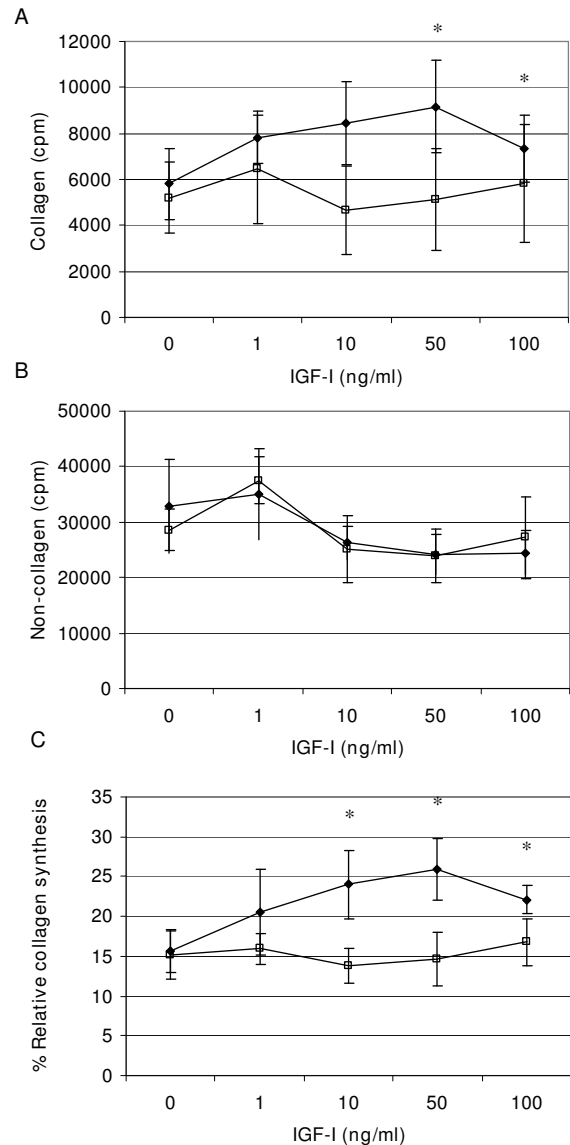 A
*
*
12000
10000
8000
6000
4000
2000
0
Collagen (cpm)
0 1 10 50 100
IGF-I (ng/ml)
B
50000
40000
30000
20000
10000
0
Non-collagen (cpm)
0 1 10 50 100
IGF-I (ng/ml)
C
35
30
25
20
15
10
5
0
% Relative collagen synthesis
* * *
0 1 10 50 100
IGF-I (ng/ml)